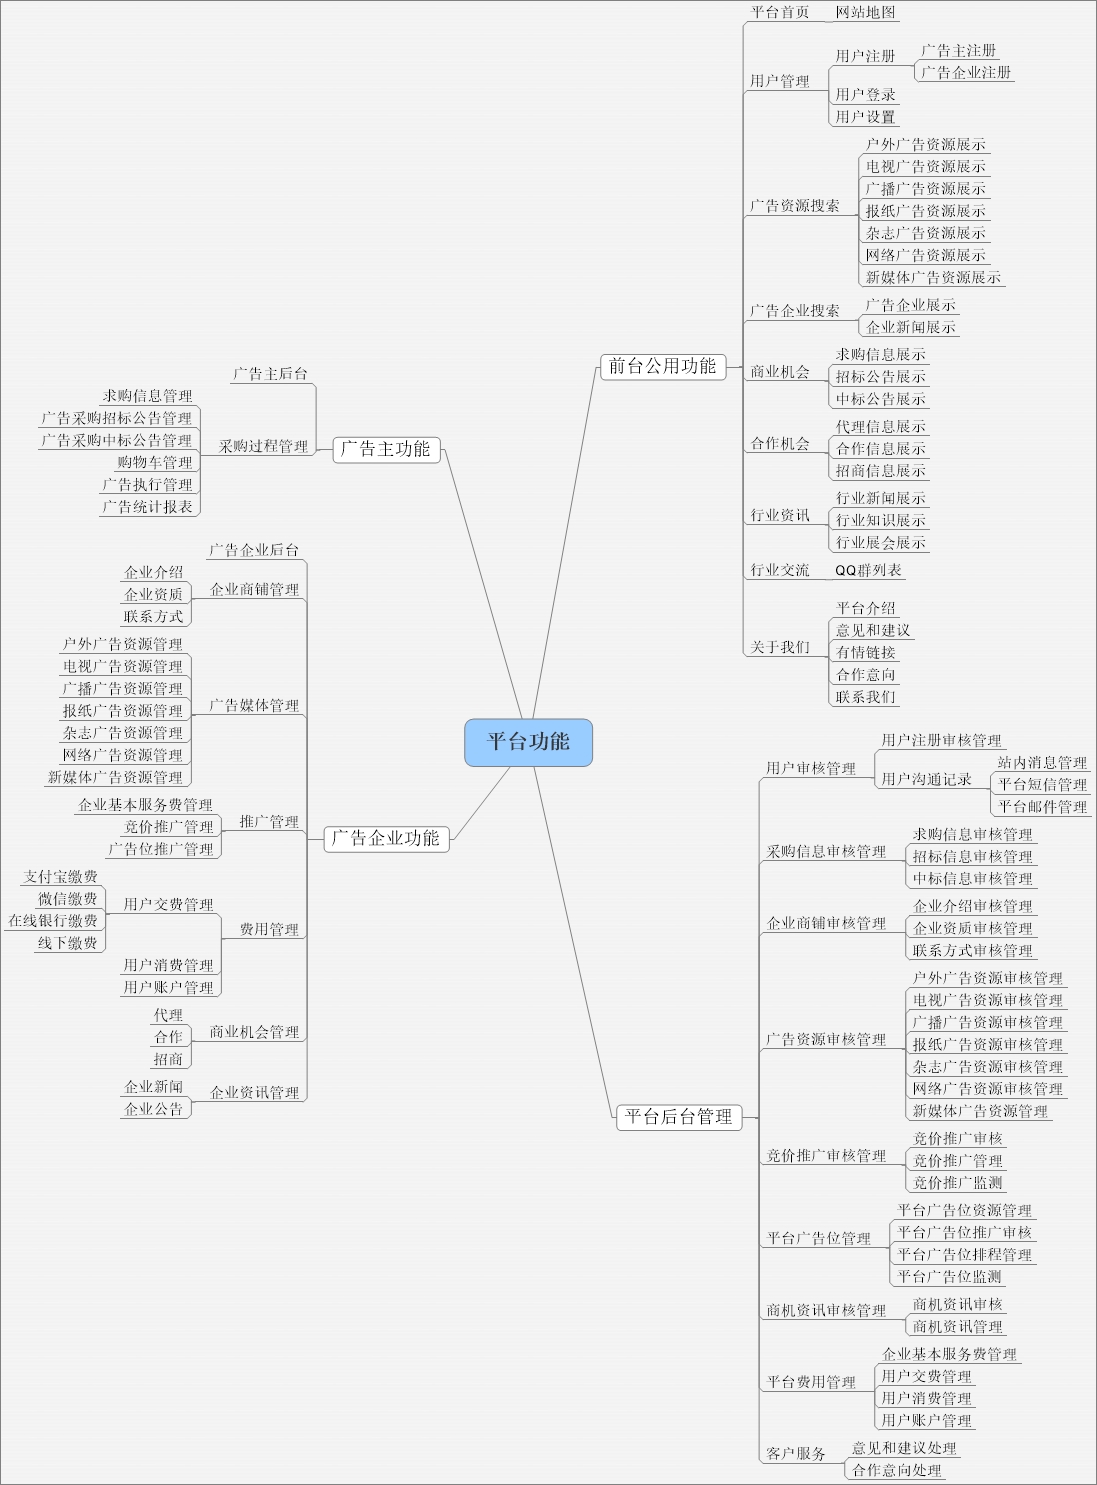 平台功能
前台公用功能
平台首页
网站地图
用户管理
用户注册
广告主注册
广告企业注册
用户登录
用户设置
广告资源搜索
户外广告资源展示
电视广告资源展示
广播广告资源展示
报纸广告资源展示
杂志广告资源展示
网络广告资源展示
新媒体广告资源展示
广告企业搜索
广告企业展示
企业新闻展示
商业机会
求购信息展示
招标公告展示
中标公告展示
合作机会
代理信息展示
合作信息展示
招商信息展示
行业资讯
行业新闻展示
行业知识展示
行业展会展示
行业交流
QQ群列表
关于我们
平台介绍
意见和建议
有情链接
合作意向
联系我们
平台后台管理
用户审核管理
用户注册审核管理
用户沟通记录
站内消息管理
平台短信管理
平台邮件管理
采购信息审核管理
求购信息审核管理
招标信息审核管理
中标信息审核管理
企业商铺审核管理
企业介绍审核管理
企业资质审核管理
联系方式审核管理
广告资源审核管理
户外广告资源审核管理
电视广告资源审核管理
广播广告资源审核管理
报纸广告资源审核管理
杂志广告资源审核管理
网络广告资源审核管理
新媒体广告资源管理
竞价推广审核管理
竞价推广审核
竞价推广管理
竞价推广监测
平台广告位管理
平台广告位资源管理
平台广告位推广审核
平台广告位排程管理
平台广告位监测
商机资讯审核管理
商机资讯审核
商机资讯管理
平台费用管理
企业基本服务费管理
用户交费管理
用户消费管理
用户账户管理
客户服务
意见和建议处理
合作意向处理
广告主功能
广告主后台
采购过程管理
求购信息管理
广告采购招标公告管理
广告采购中标公告管理
购物车管理
广告执行管理
广告统计报表
广告企业功能
广告企业后台
企业商铺管理
企业介绍
企业资质
联系方式
广告媒体管理
户外广告资源管理
电视广告资源管理
广播广告资源管理
报纸广告资源管理
杂志广告资源管理
网络广告资源管理
新媒体广告资源管理
推广管理
企业基本服务费管理
竞价推广管理
广告位推广管理
费用管理
用户交费管理
支付宝缴费
微信缴费
在线银行缴费
线下缴费
用户消费管理
用户账户管理
商业机会管理
代理
合作
招商
企业资讯管理
企业新闻
企业公告